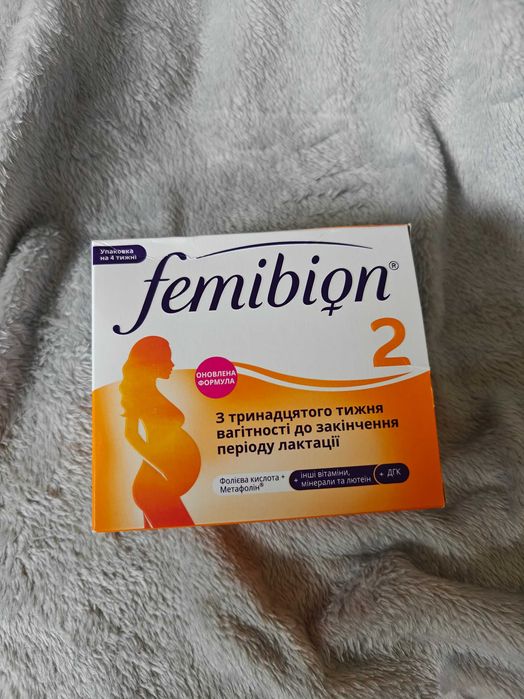 Упаковка
на 4 тижні
femibion®
2
ОНОВЛЕНА
ФОРМУЛА
З тринадцятого тижня
вагітності до закінчення
періоду лактації
Фолієва кислота +
Метафолін®
+ інші вітаміни,
мінерали та лютеїн
+ ДГК